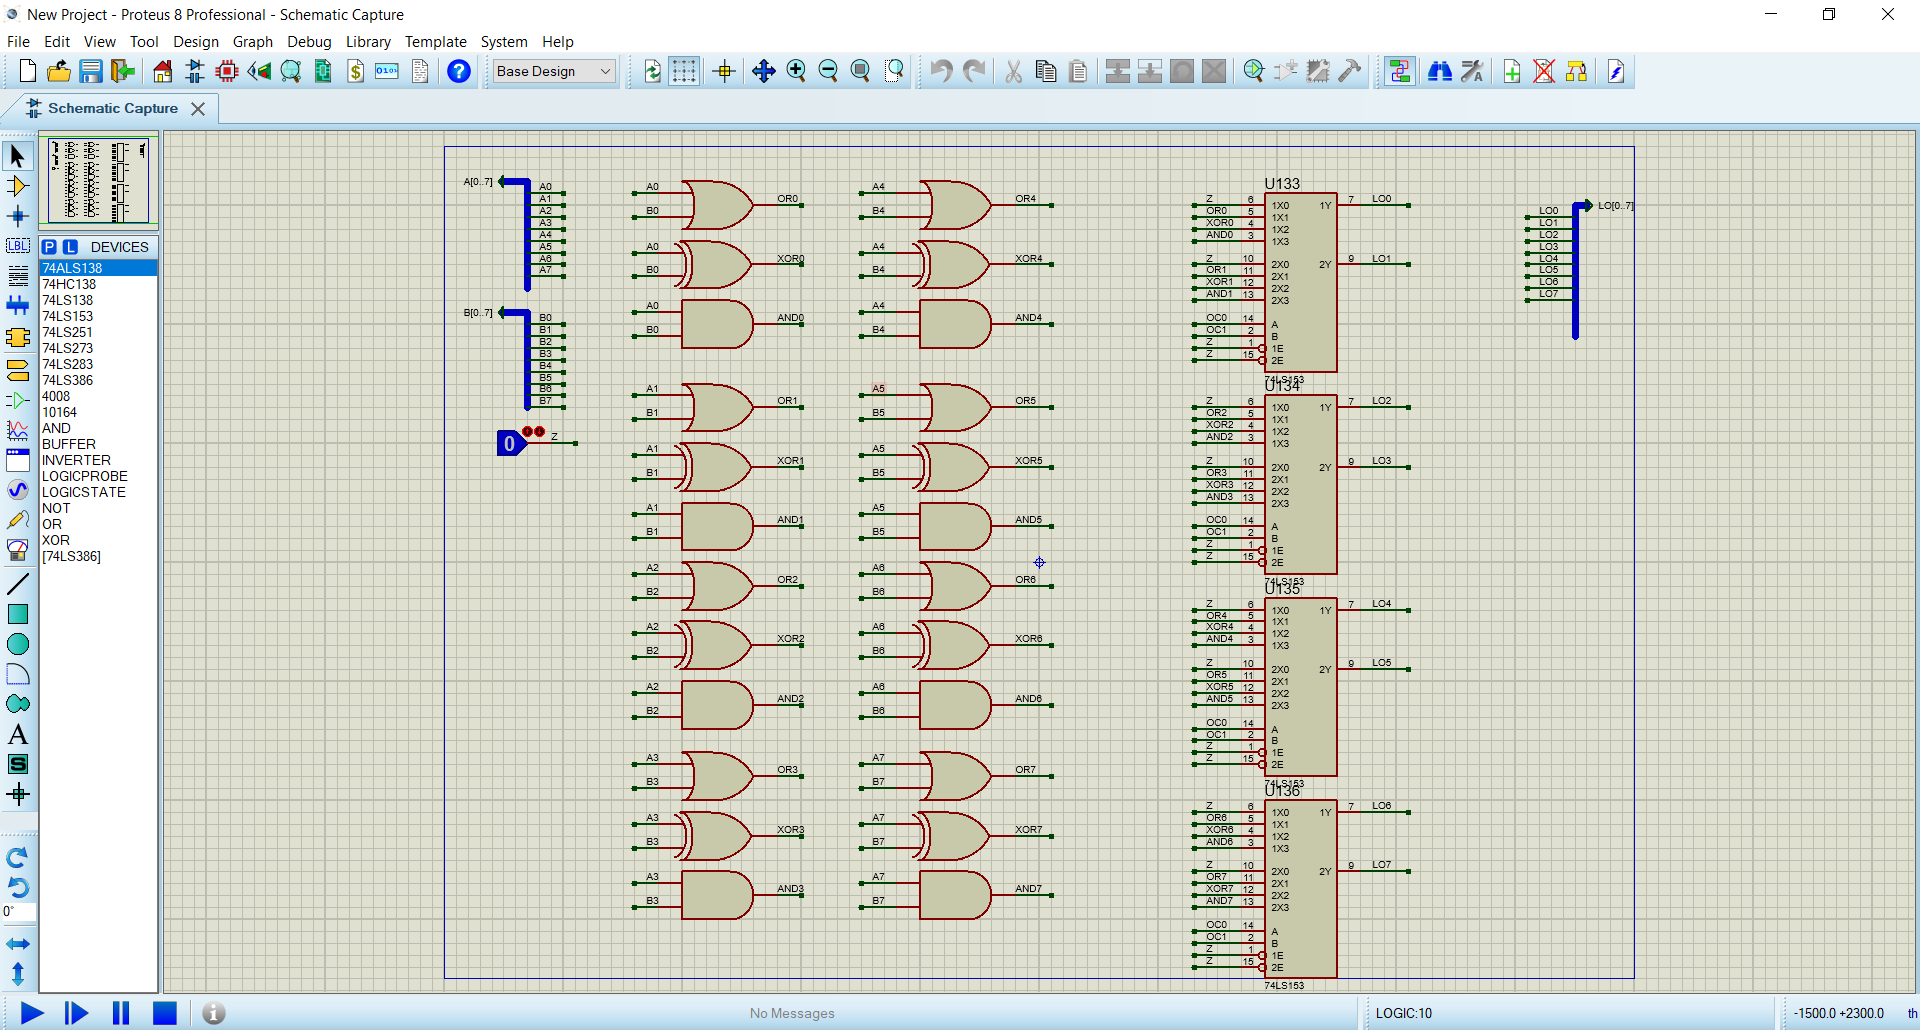 New Project - Proteus 8 Professional - Schematic Capture
File Edit View Tool Design Graph Debug Library Template System Help
Base Design
Schematic Capture
DEVICES
P L
74ALS138
74HC138
74LS138
74LS153
74LS251
74LS273
74LS283
74LS386
4008
10164
AND
BUFFER
INVERTER
LOGICPROBE
LOGICSTATE
NOT
OR
XOR
[74LS386]
LBL
A
S
0°
A[0..7]
A0
A1
A2
A3
A4
A5
A6
A7
B[0..7]
B0
B1
B2
B3
B4
B5
B6
B7
0
Z
A0
B0
OR0
A0
B0
XOR0
A0
B0
AND0
A1
B1
OR1
A1
B1
XOR1
A1
B1
AND1
A2
B2
OR2
A2
B2
XOR2
A2
B2
AND2
A3
B3
OR3
A3
B3
XOR3
A3
B3
AND3
A4
B4
OR4
A4
B4
XOR4
A4
B4
AND4
A5
B5
OR5
A5
B5
XOR5
A5
B5
AND5
A6
B6
OR6
A6
B6
XOR6
A6
B6
AND6
A7
B7
OR7
A7
B7
XOR7
A7
B7
AND7
U133
Z 6 1X0 1Y 7 LO0
OR0 5 1X1
XOR0 4 1X2
AND0 3 1X3
Z 10 2X0 2Y 9 LO1
OR1 11 2X1
XOR1 12 2X2
AND1 13 2X3
OC0 14 A
OC1 2 B
Z 1 1E
Z 15 2E
74LS153
U134
Z 6 1X0 1Y 7 LO2
OR2 5 1X1
XOR2 4 1X2
AND2 3 1X3
Z 10 2X0 2Y 9 LO3
OR3 11 2X1
XOR3 12 2X2
AND3 13 2X3
OC0 14 A
OC1 2 B
Z 1 1E
Z 15 2E
74LS153
U135
Z 6 1X0 1Y 7 LO4
OR4 5 1X1
XOR4 4 1X2
AND4 3 1X3
Z 10 2X0 2Y 9 LO5
OR5 11 2X1
XOR5 12 2X2
AND5 13 2X3
OC0 14 A
OC1 2 B
Z 1 1E
Z 15 2E
74LS153
U136
Z 6 1X0 1Y 7 LO6
OR6 5 1X1
XOR6 4 1X2
AND6 3 1X3
Z 10 2X0 2Y 9 LO7
OR7 11 2X1
XOR7 12 2X2
AND7 13 2X3
OC0 14 A
OC1 2 B
Z 1 1E
Z 15 2E
74LS153
LO[0..7]
LO0
LO1
LO2
LO3
LO4
LO5
LO6
LO7
No Messages
LOGIC:10
-1500.0 +2300.0 th